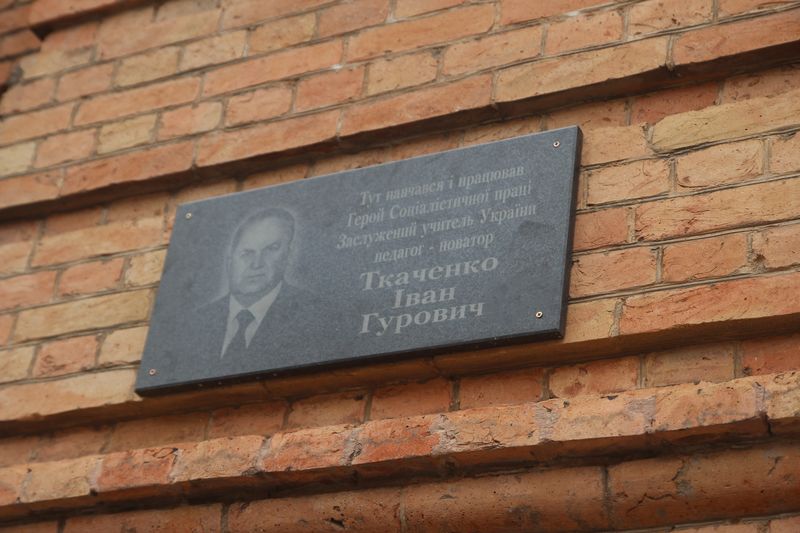 Тут навчався і працював
Герой Соціалістичної праці
Заслужений учитель України
педагог - новатор
Ткаченко
Іван
Гурович